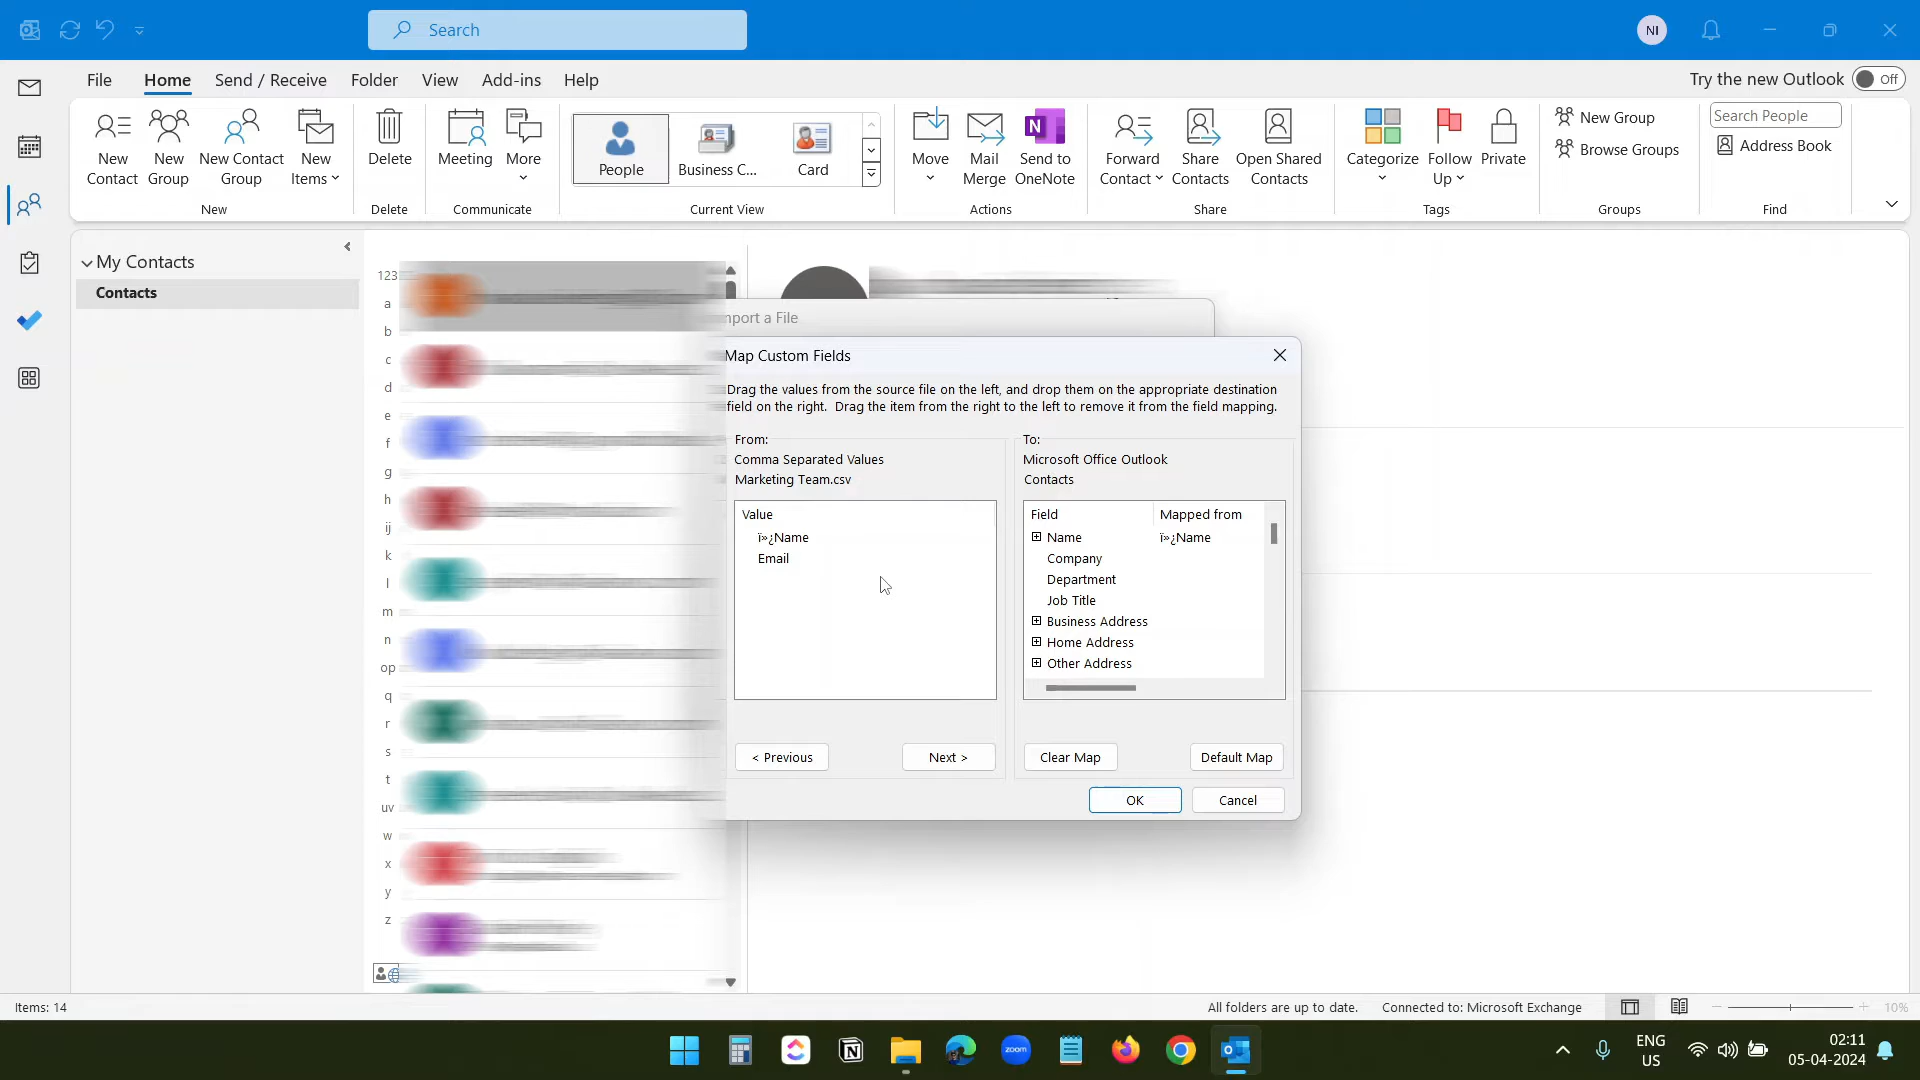 Search
NI
File Home Send / Receive Folder View Add-ins Help
Try the new Outlook Off
New Contact
New Group
New Contact Group
New Items
New
Delete
Delete
Meeting
More
Communicate
People
Business C...
Card
Current View
Move
Mail Merge
Send to OneNote
Actions
Forward Contact
Share Contacts
Open Shared Contacts
Share
Categorize
Follow Up
Private
Tags
New Group
Browse Groups
Groups
Search People
Address Book
Find
My Contacts
Contacts
123
a
b
c
d
e
f
g
h
ij
k
l
m
n
op
q
r
s
t
uv
w
x
y
z
mport a File
Map Custom Fields
Drag the values from the source file on the left, and drop them on the appropriate destination
field on the right. Drag the item from the right to the left to remove it from the field mapping.
From:
Comma Separated Values
Marketing Team.csv
Value
ï»¿Name
Email
< Previous
Next >
To:
Microsoft Office Outlook
Contacts
Field Mapped from
Name ï»¿Name
Company
Department
Job Title
Business Address
Home Address
Other Address
Clear Map
Default Map
OK
Cancel
Items: 14
All folders are up to date.
Connected to: Microsoft Exchange
10%
zoom
ENG
US
02:11
05-04-2024